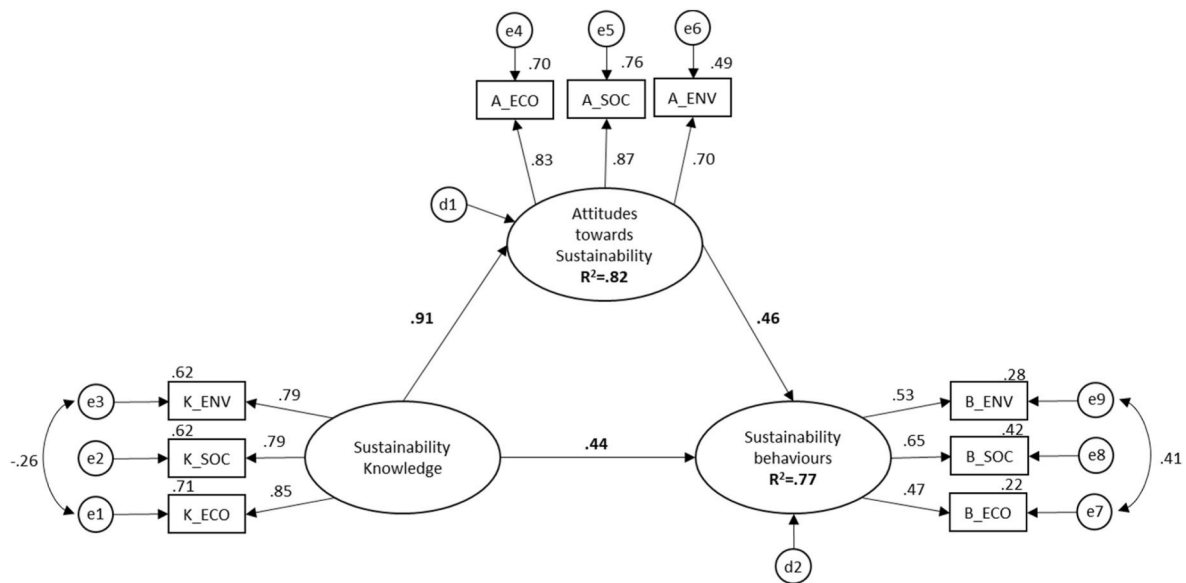 e4
e5
e6
.70
.76
.49
A_ECO
A_SOC
A_ENV
.83
.87
.70
d1
Attitudes
towards
Sustainability
R²=.82
.91
.46
.62
e3
K_ENV
.79
-.26
.62
e2
K_SOC
.79
.71
e1
K_ECO
.85
Sustainability
Knowledge
.44
Sustainability
behaviours
R²=.77
.28
.53
B_ENV
e9
.42
.65
B_SOC
e8
.41
.22
.47
B_ECO
e7
d2